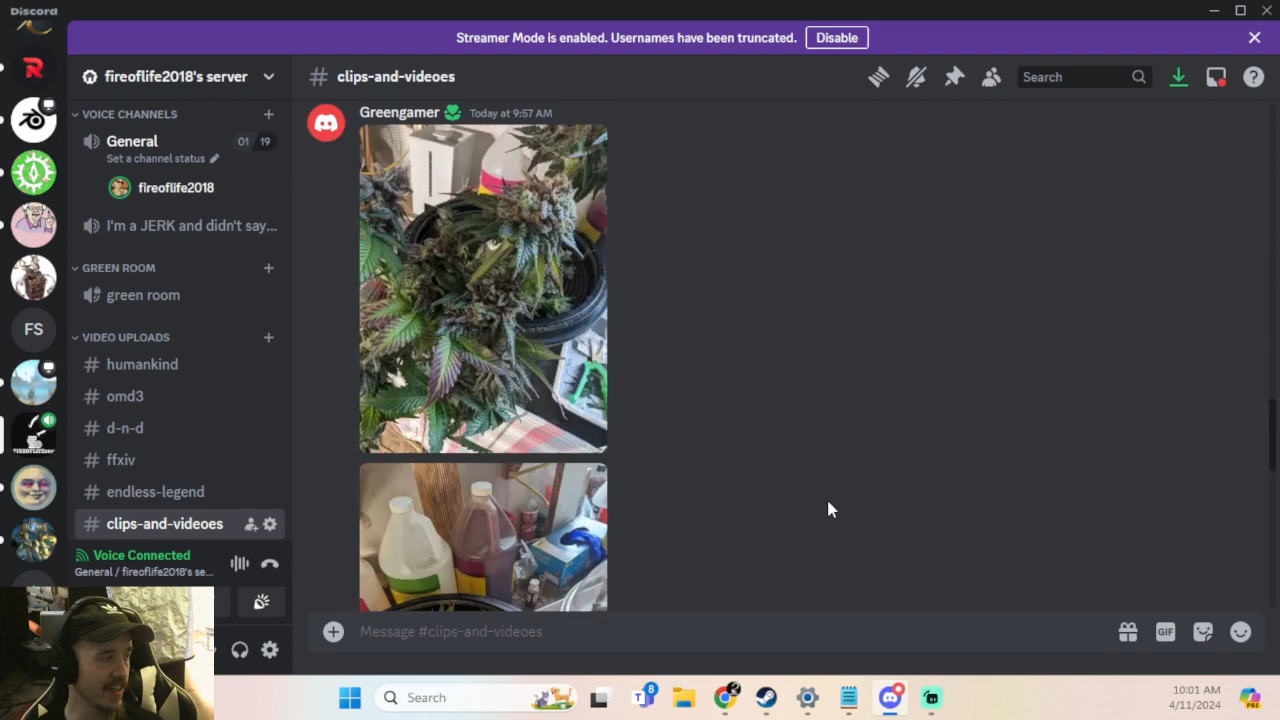 Discord
Streamer Mode is enabled. Usernames have been truncated.
Disable
fireoflife2018's server
clips-and-videoes
Search
VOICE CHANNELS
General
01 19
Set a channel status
fireoflife2018
I'm a JERK and didn't say...
GREEN ROOM
green room
VIDEO UPLOADS
humankind
omd3
d-n-d
ffxiv
endless-legend
clips-and-videoes
Voice Connected
General / fireoflife2018's se...
FS
Greengamer
Today at 9:57 AM
Message #clips-and-videoes
GIF
Search
8
2
PRE
10:01 AM
4/11/2024